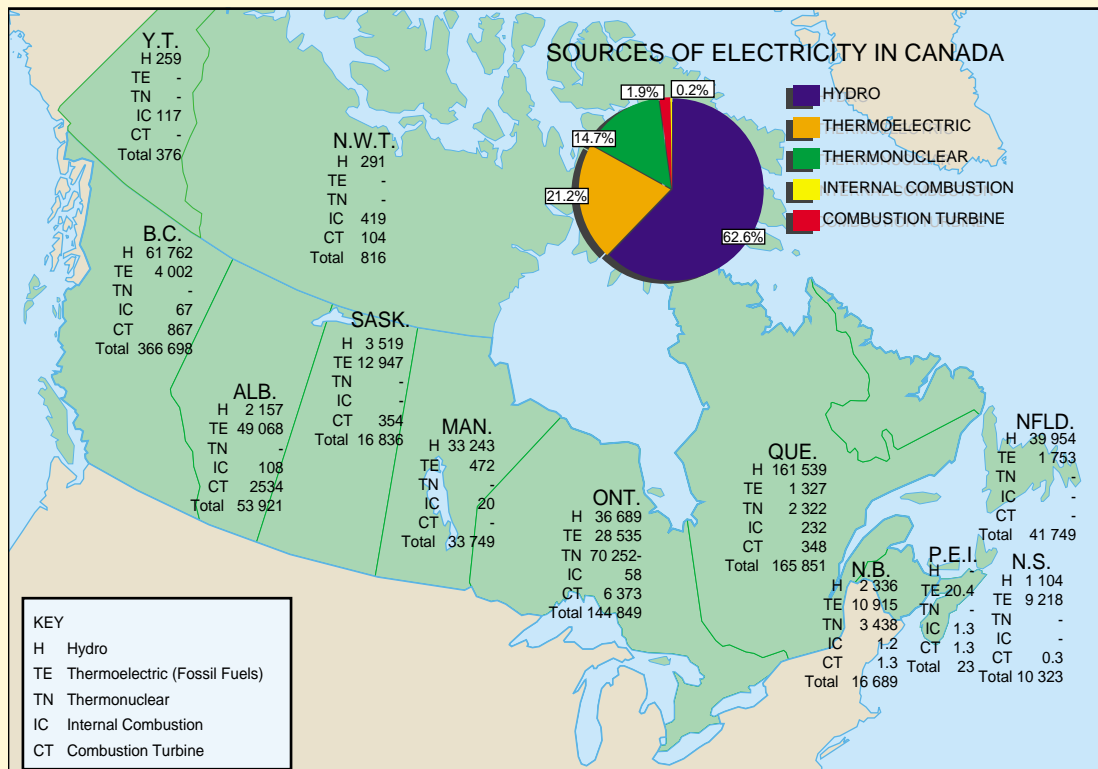 SOURCES OF ELECTRICITY IN CANADA
1.9%
0.2%
14.7%
21.2%
62.6%
HYDRO
THERMOELECTRIC
THERMONUCLEAR
INTERNAL COMBUSTION
COMBUSTION TURBINE
Y.T.
H 259
TE -
TN -
IC 117
CT -
Total 376
N.W.T.
H 291
TE -
TN -
IC 419
CT 104
Total 816
B.C.
H 61 762
TE 4 002
TN -
IC 67
CT 867
Total 366 698
ALB.
H 2 157
TE 49 068
TN -
IC 108
CT 2534
Total 53 921
SASK.
H 3 519
TE 12 947
TN -
IC -
CT 354
Total 16 836
MAN.
H 33 243
TE 472
TN -
IC 20
CT -
Total 33 749
ONT.
H 36 689
TE 28 535
TN 70 252-
IC 58
CT 6 373
Total 144 849
QUE.
H 161 539
TE 1 327
TN 2 322
IC 232
CT 348
Total 165 851
NFLD.
H 39 954
TE 1 753
TN -
IC -
CT -
Total 41 749
N.B.
H 2 336
TE 10 915
TN 3 438
IC 1.2
CT 1.3
Total 16 689
P.E.I.
H -
TE 20.4
TN -
IC 1.3
CT 1.3
Total 23
N.S.
H 1 104
TE 9 218
TN -
IC -
CT 0.3
Total 10 323
KEY
H Hydro
TE Thermoelectric (Fossil Fuels)
TN Thermonuclear
IC Internal Combustion
CT Combustion Turbine